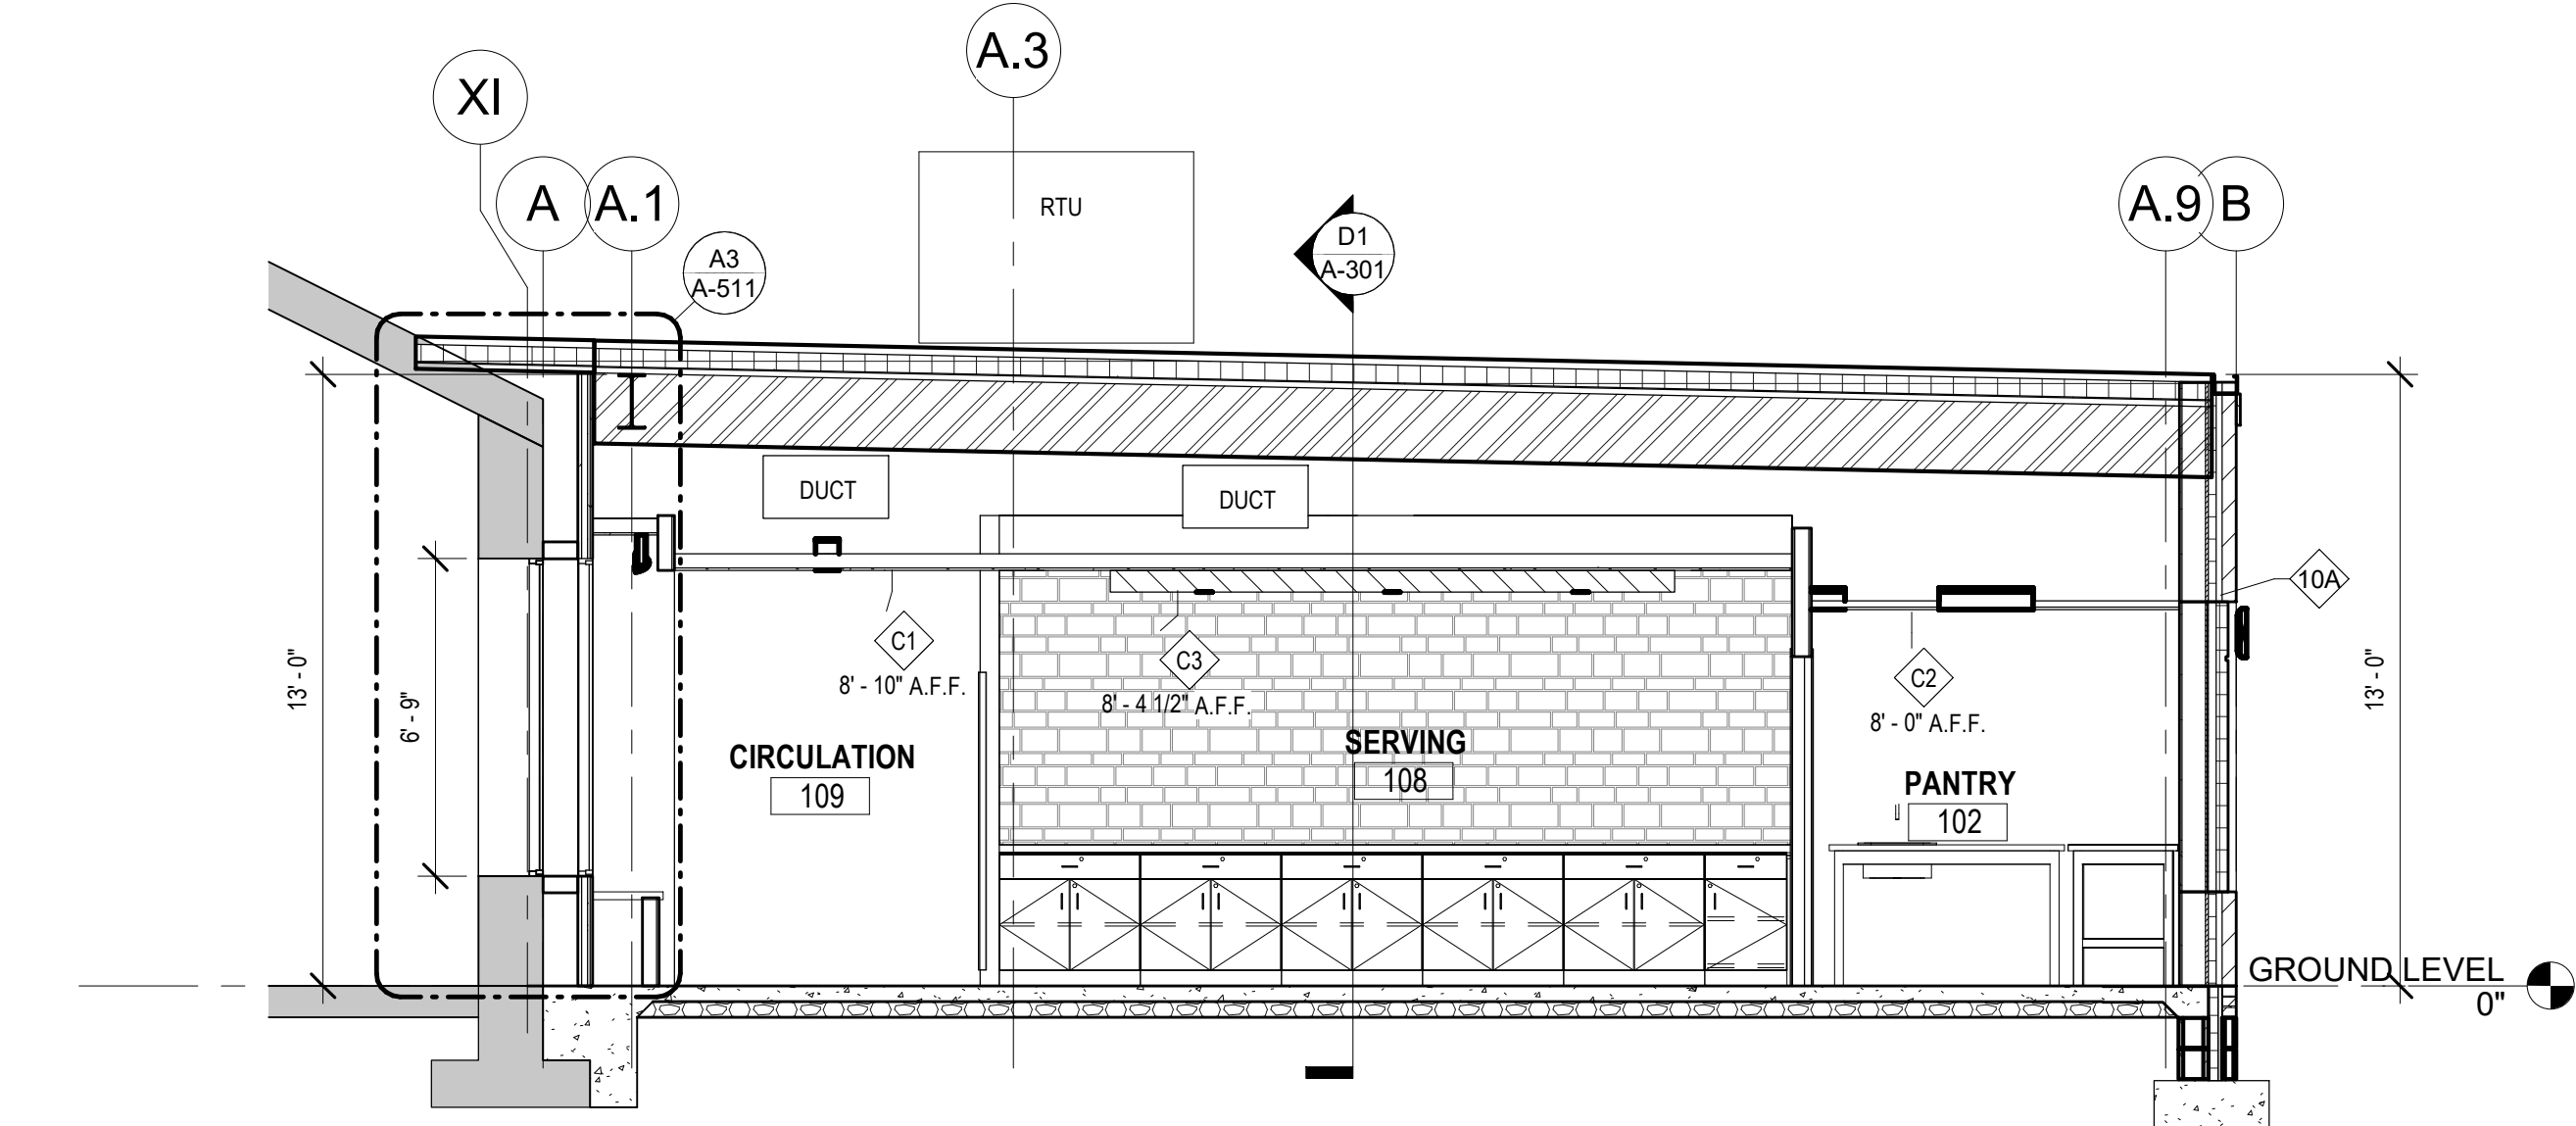 A.3
XI
A
A.1
A.9
B
RTU
D1
A-301
A3
A-511
DUCT
DUCT
10A
C1
8' - 10" A.F.F.
C3
8' - 4 1/2" A.F.F.
C2
8' - 0" A.F.F.
13' - 0"
6' - 9"
13' - 0"
CIRCULATION
109
SERVING
108
PANTRY
102
GROUND LEVEL
0"